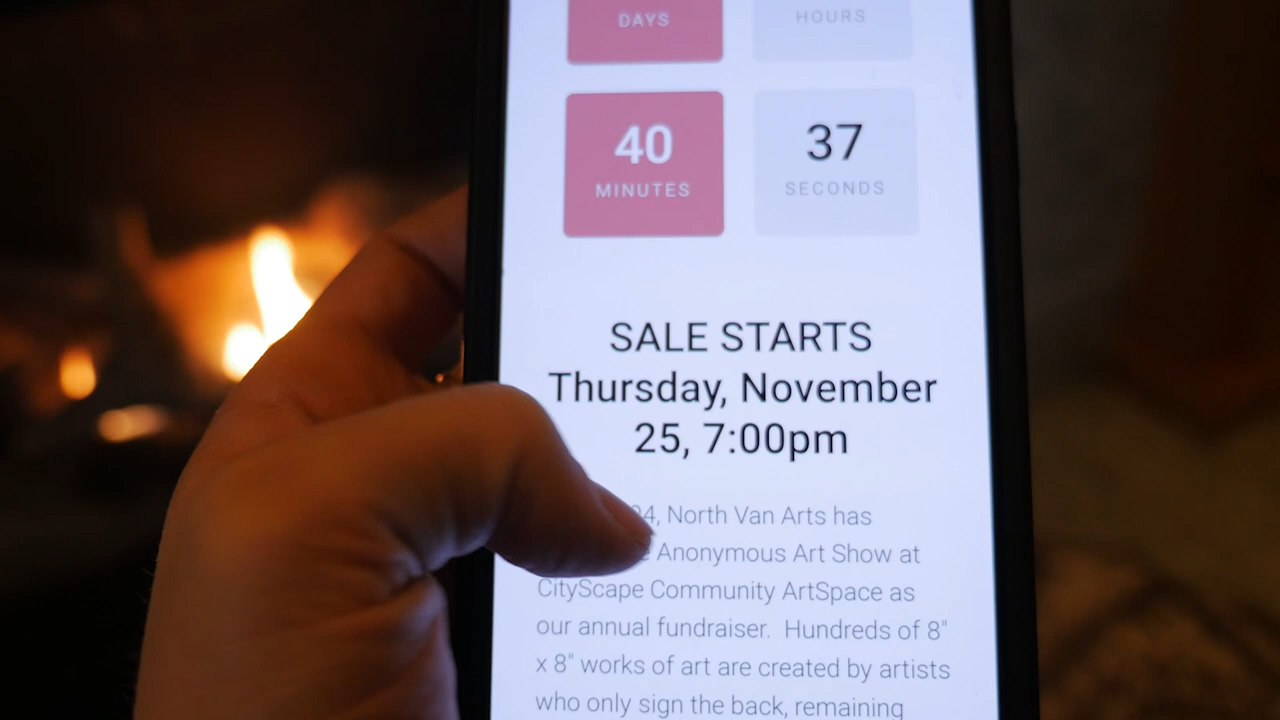 DAYS
HOURS
40
37
MINUTES
SECONDS
SALE STARTS
Thursday, November
25, 7:00pm
4, North Van Arts has
Anonymous Art Show at
CityScape Community ArtSpace as
our annual fundraiser. Hundreds of 8"
x 8" works of art are created by artists
who only sign the back, remaining